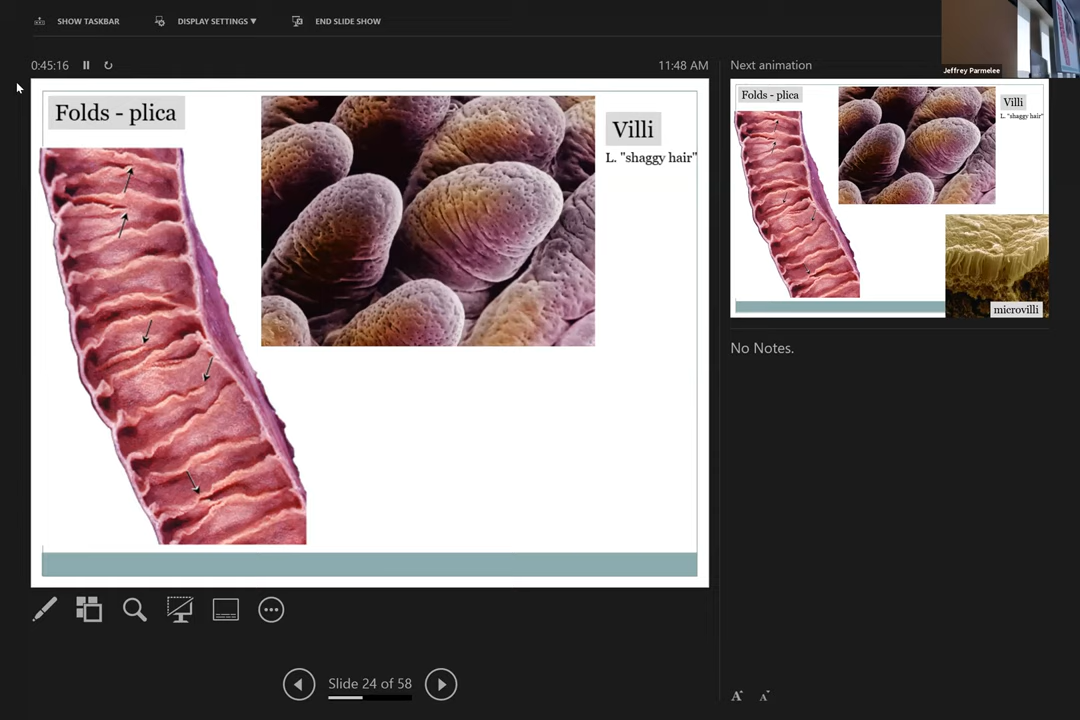 SHOW TASKBAR
DISPLAY SETTINGS ▼
END SLIDE SHOW
Jeffrey Parmelee
0:45:16
11:48 AM
Next animation
Folds - plica
Villi
L. "shaggy hair"
Folds - plica
Villi
L. "shaggy hair"
microvilli
No Notes.
Slide 24 of 58
A
A